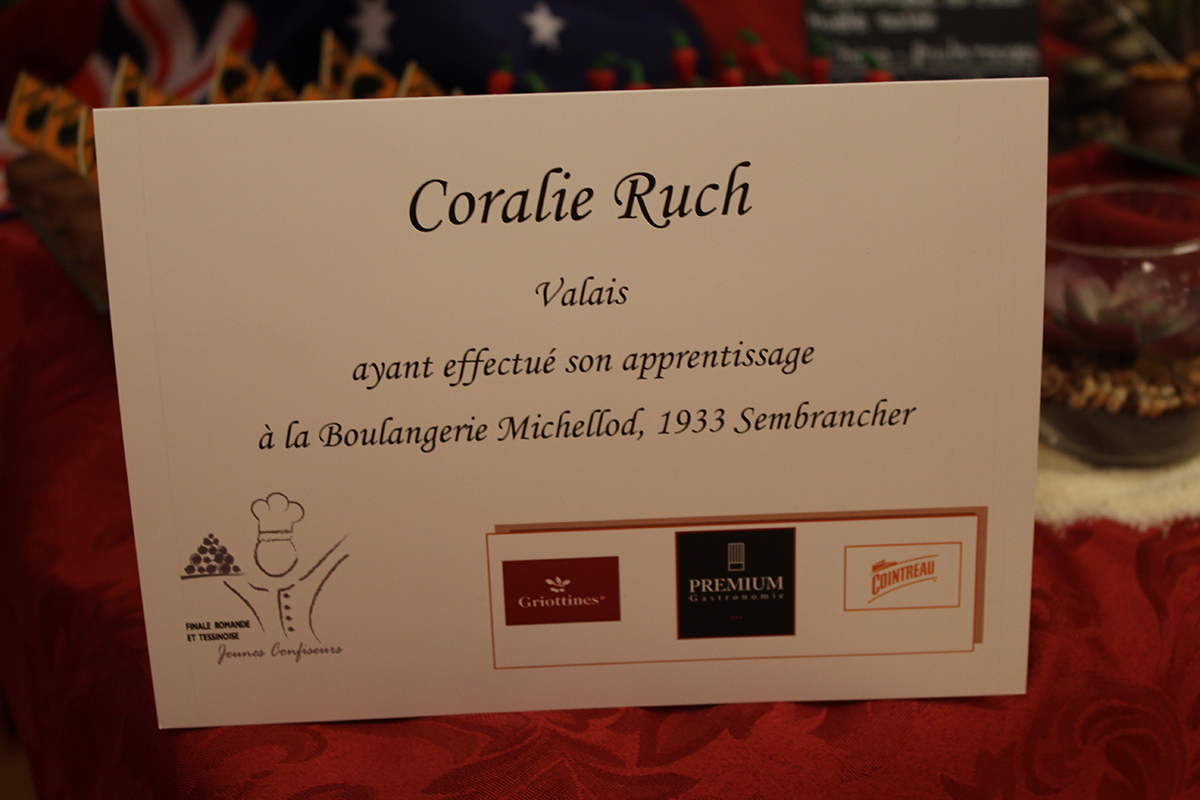 Coralie Ruch
Valais
ayant effectué son apprentissage
à la Boulangerie Michellod, 1933 Sembrancher
FINALE ROMANDE
ET TESSINOISE
Jeunes Confiseurs
Griottines®
PREMIUM
Gastronomie
COINTREAU